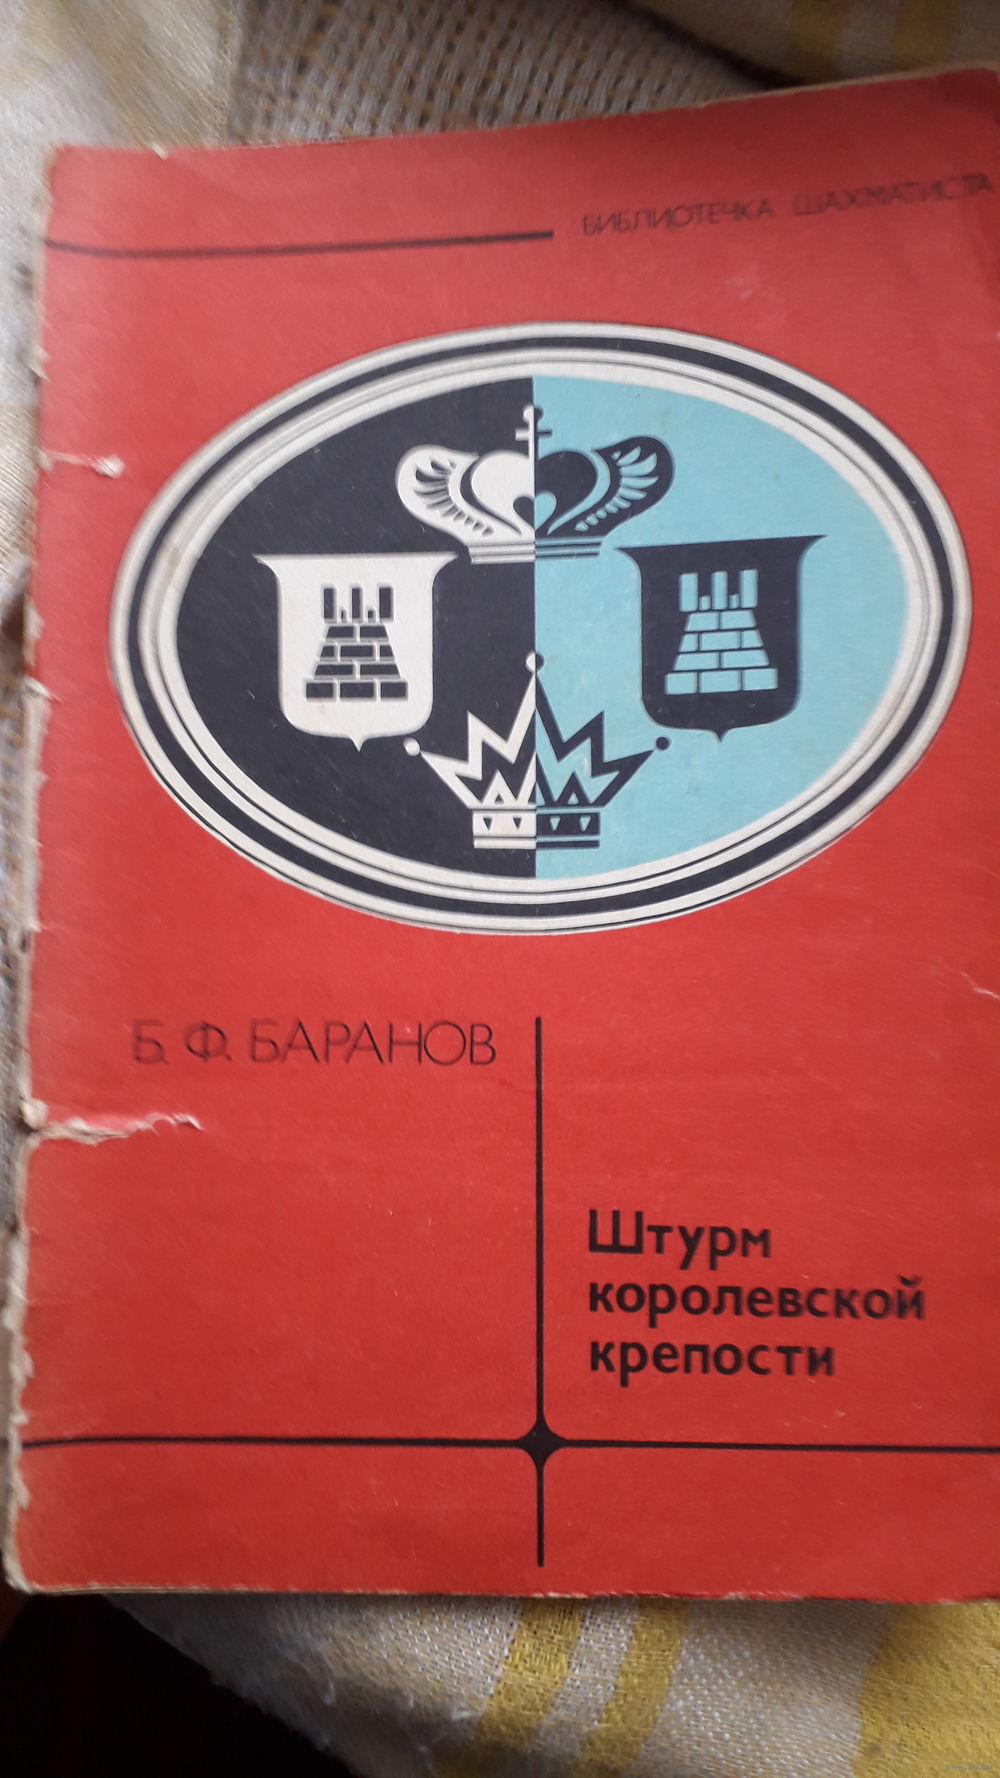 БИБЛИОТЕЧКА ШАХМАТИСТА
Б. Ф. БАРАНОВ
Штурм
королевской
крепости